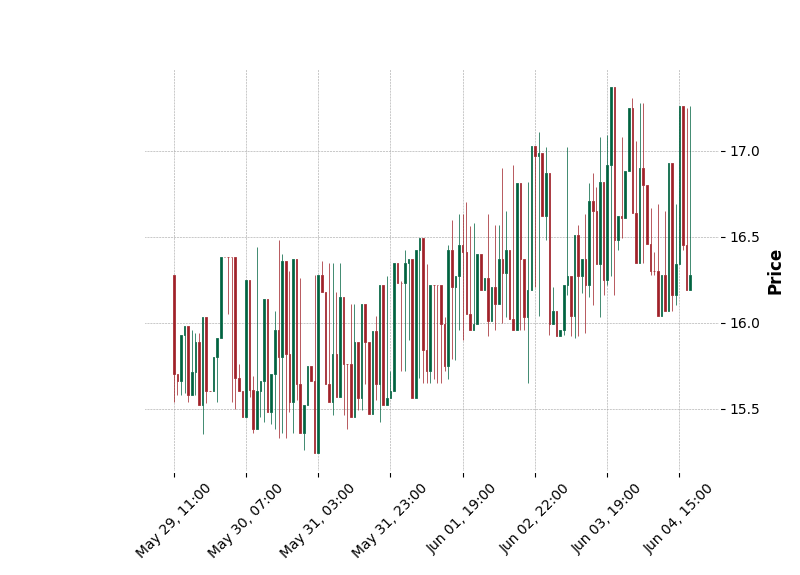 17.0
16.5
16.0
15.5
Price
May 29, 11:00
May 30, 07:00
May 31, 03:00
May 31, 23:00
Jun 01, 19:00
Jun 02, 22:00
Jun 03, 19:00
Jun 04, 15:00